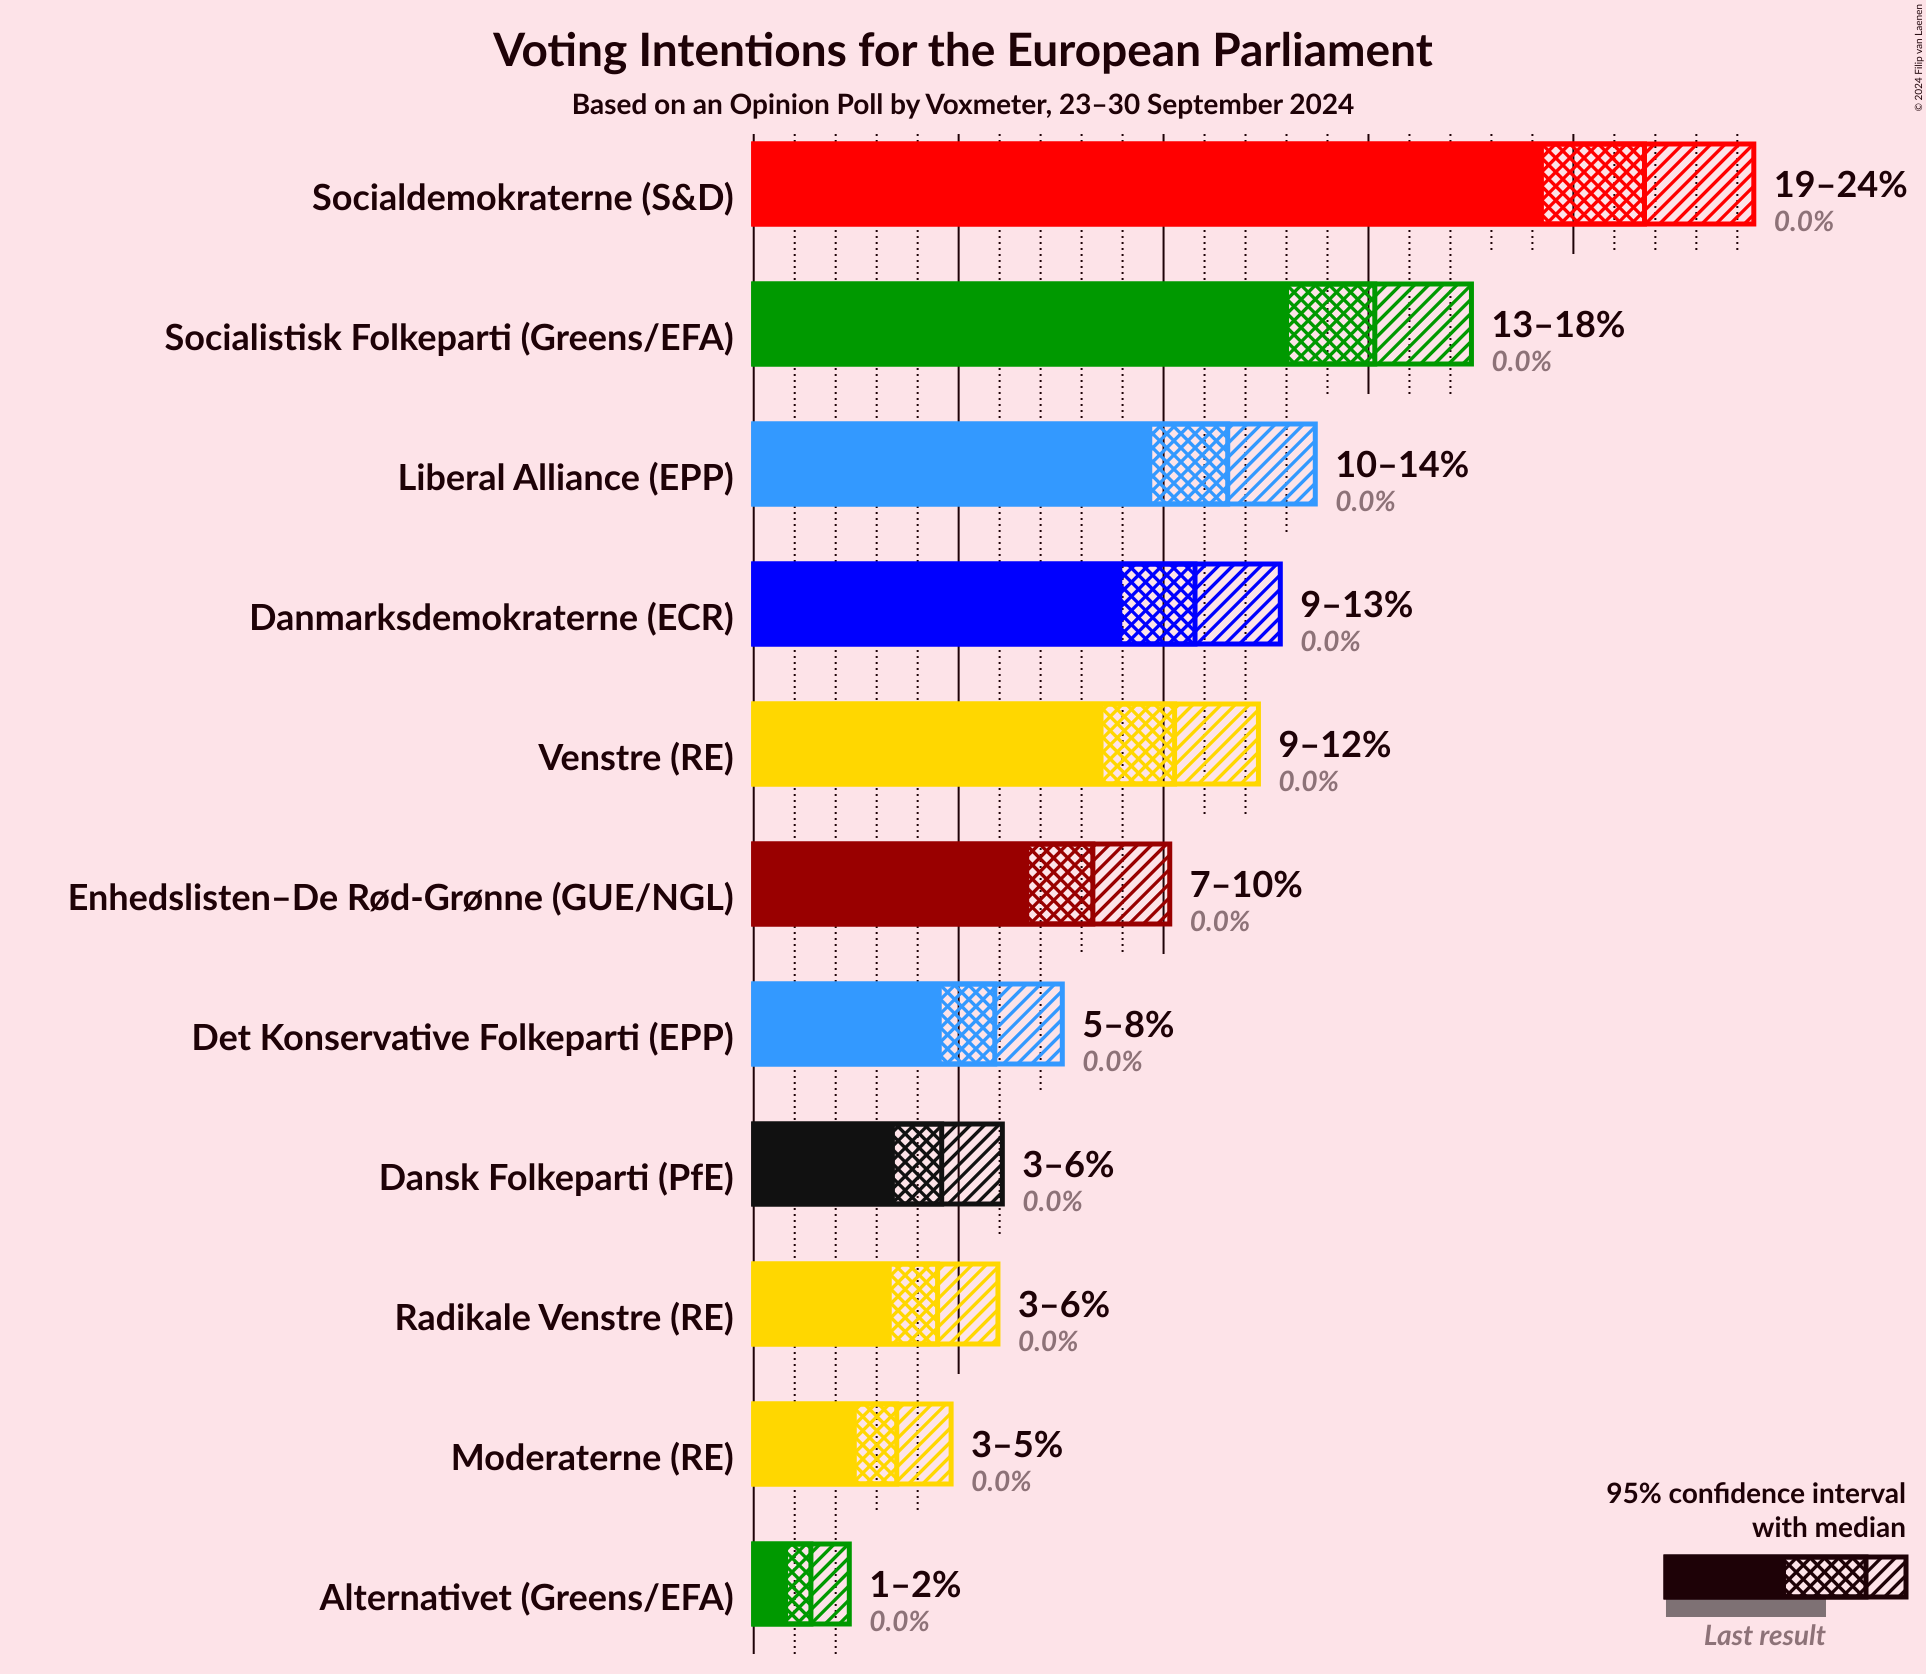 Voting Intentions for the European Parliament
Based on an Opinion Poll by Voxmeter, 23–30 September 2024
© 2024 Filip van Laenen
Socialdemokraterne (S&D)
19–24%
0.0%
Socialistisk Folkeparti (Greens/EFA)
13–18%
0.0%
Liberal Alliance (EPP)
10–14%
0.0%
Danmarksdemokraterne (ECR)
9–13%
0.0%
Venstre (RE)
9–12%
0.0%
Enhedslisten–De Rød-Grønne (GUE/NGL)
7–10%
0.0%
Det Konservative Folkeparti (EPP)
5–8%
0.0%
Dansk Folkeparti (PfE)
3–6%
0.0%
Radikale Venstre (RE)
3–6%
0.0%
Moderaterne (RE)
3–5%
0.0%
Alternativet (Greens/EFA)
1–2%
0.0%
95% confidence interval
with median
Last result